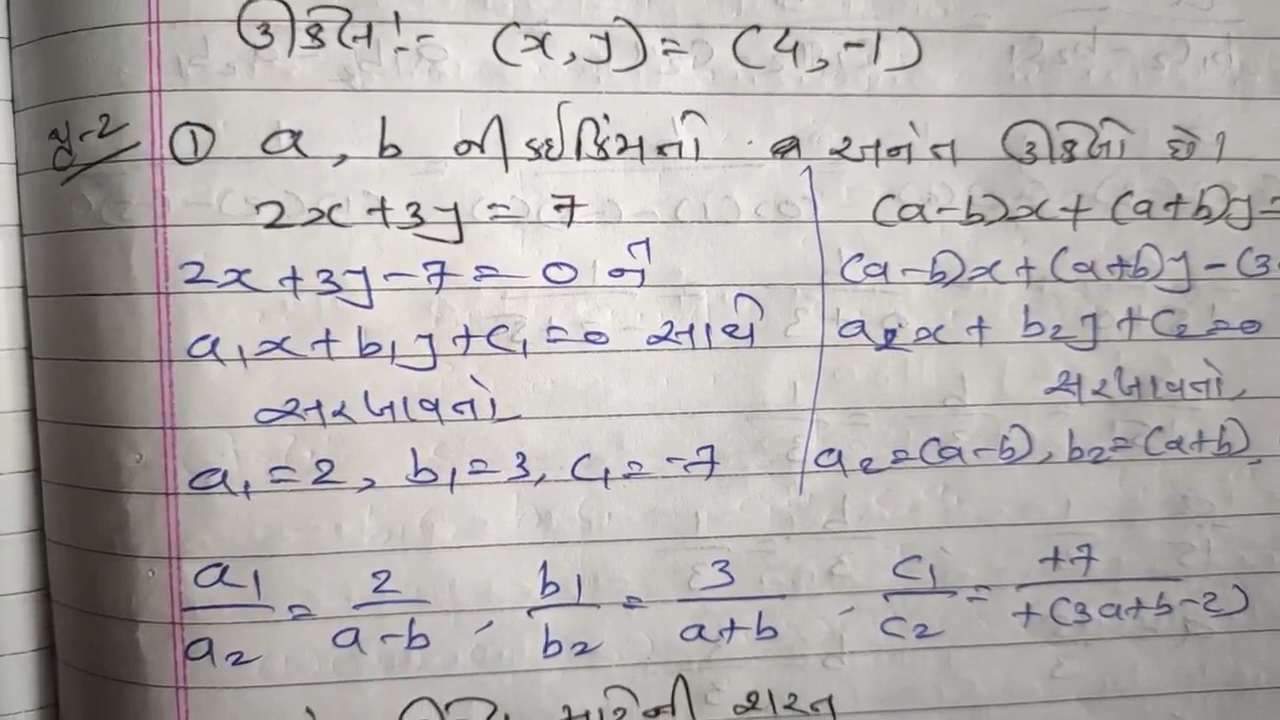 ઉકેલ:- (x, y) = (4, -1)
પ્ર-2 ① a, b ની કઈ કિંમતનો અનંત ઉકેલો છે।
2x + 3y = 7 (a-b)x + (a+b)y =
2x + 3y - 7 = 0 ને (a-b)x + (a+b)y - (3
a₁x + b₁y + c₁ = 0 સાથે a₂x + b₂y + c₂ = 0
સરખાવતાં સરખાવતાં
a₁ = 2, b₁ = 3, c₁ = -7 a₂ = (a-b), b₂ = (a+b),
a₁/a₂ = 2/a-b, b₁/b₂ = 3/a+b, c₁/c₂ = +7/+(3a+b-2)